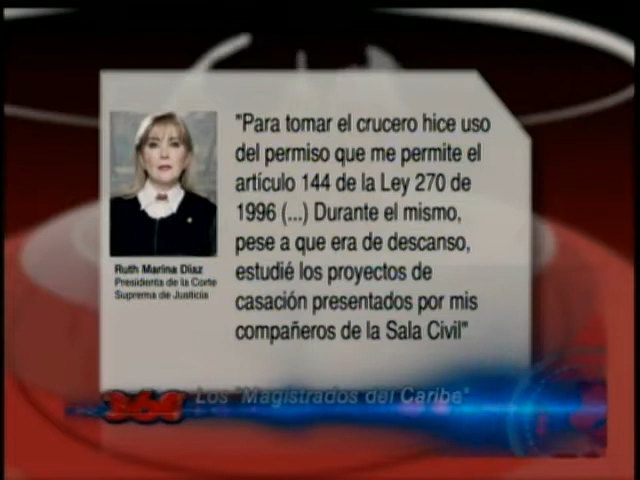 "Para tomar el crucero hice uso
del permiso que me permite el
articulo 144 de la Ley 270 de
1996 (...) Durante el mismo,
pese a que era de descanso,
estudié los proyectos de
casación presentados por mis
compañeros de la Sala Civil"
Ruth Marina Díaz
Presidenta de la Corte
Suprema de Justicia
Los "Magistrados del Caribe"